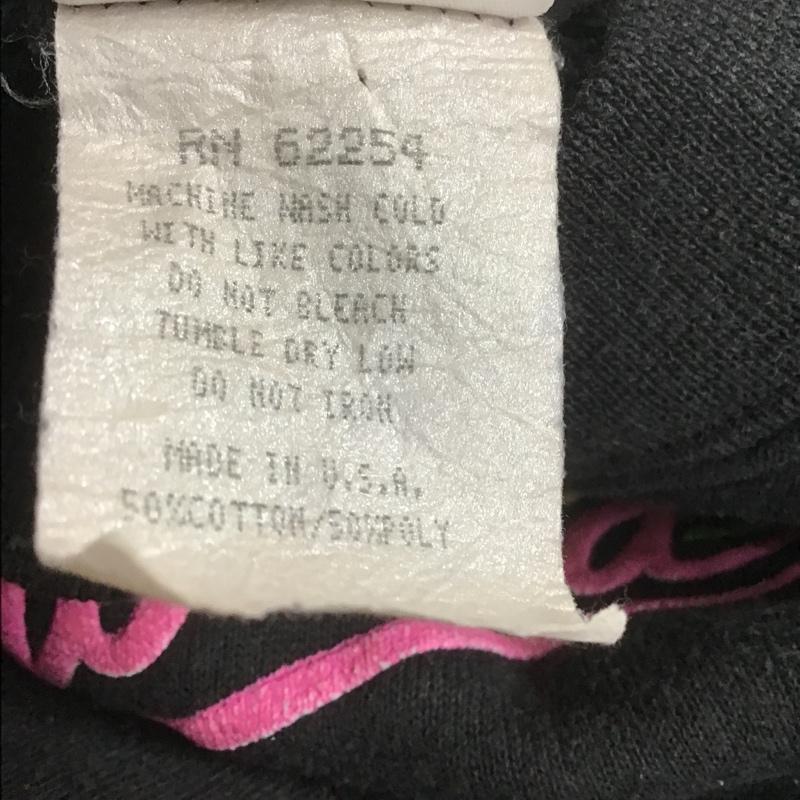 RN 62254
MACHINE WASH COLD
WITH LIKE COLORS
DO NOT BLEACH
TUMBLE DRY LOW
DO NOT IRON
MADE IN U.S.A.
50%COTTON/50%POLY